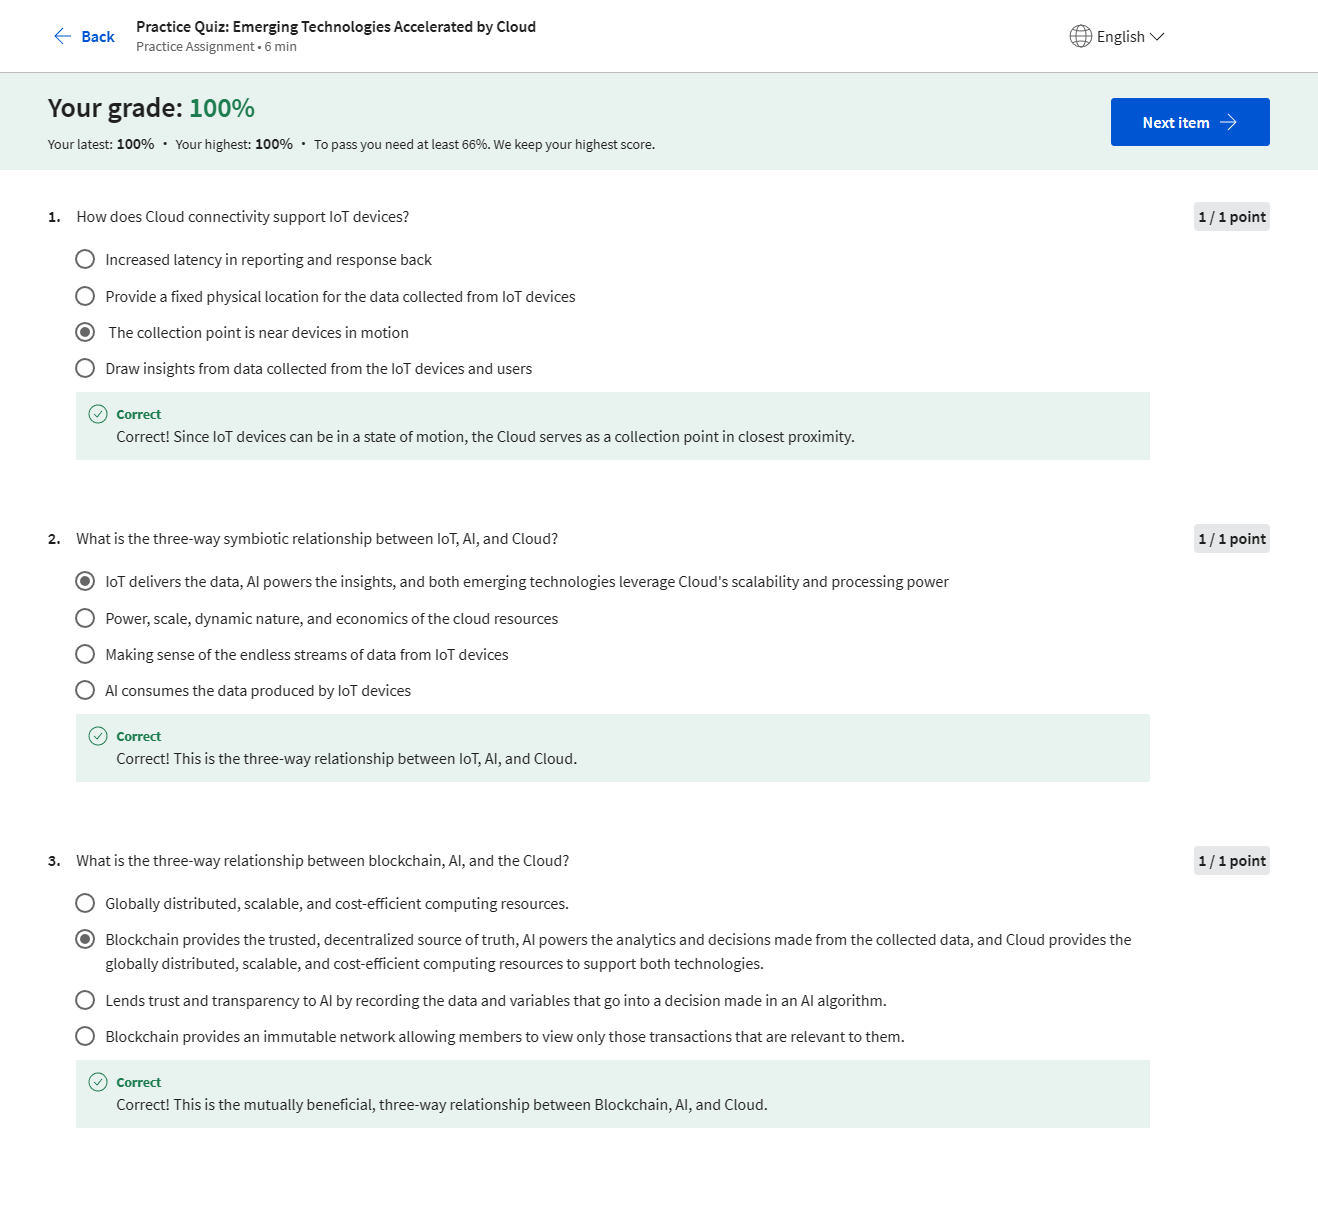 Back
Practice Quiz: Emerging Technologies Accelerated by Cloud
Practice Assignment • 6 min
English
Your grade: 100%
Your latest: 100% • Your highest: 100% • To pass you need at least 66%. We keep your highest score.
Next item
1. How does Cloud connectivity support IoT devices?
1 / 1 point
Increased latency in reporting and response back
Provide a fixed physical location for the data collected from IoT devices
The collection point is near devices in motion
Draw insights from data collected from the IoT devices and users
Correct
Correct! Since IoT devices can be in a state of motion, the Cloud serves as a collection point in closest proximity.
2. What is the three-way symbiotic relationship between IoT, AI, and Cloud?
1 / 1 point
IoT delivers the data, AI powers the insights, and both emerging technologies leverage Cloud's scalability and processing power
Power, scale, dynamic nature, and economics of the cloud resources
Making sense of the endless streams of data from IoT devices
AI consumes the data produced by IoT devices
Correct
Correct! This is the three-way relationship between IoT, AI, and Cloud.
3. What is the three-way relationship between blockchain, AI, and the Cloud?
1 / 1 point
Globally distributed, scalable, and cost-efficient computing resources.
Blockchain provides the trusted, decentralized source of truth, AI powers the analytics and decisions made from the collected data, and Cloud provides the
globally distributed, scalable, and cost-efficient computing resources to support both technologies.
Lends trust and transparency to AI by recording the data and variables that go into a decision made in an AI algorithm.
Blockchain provides an immutable network allowing members to view only those transactions that are relevant to them.
Correct
Correct! This is the mutually beneficial, three-way relationship between Blockchain, AI, and Cloud.